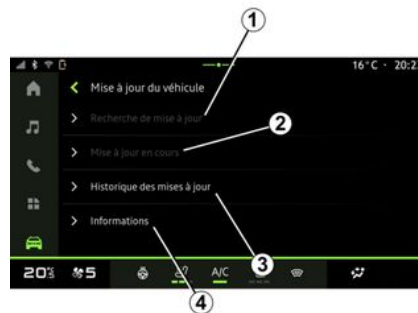 1
16°C · 20:2
Mise à jour du véhicule
Recherche de mise à jour
2
Mise à jour en cours
Historique des mises à jour
Informations
3
20⁵ 5 A/C
4